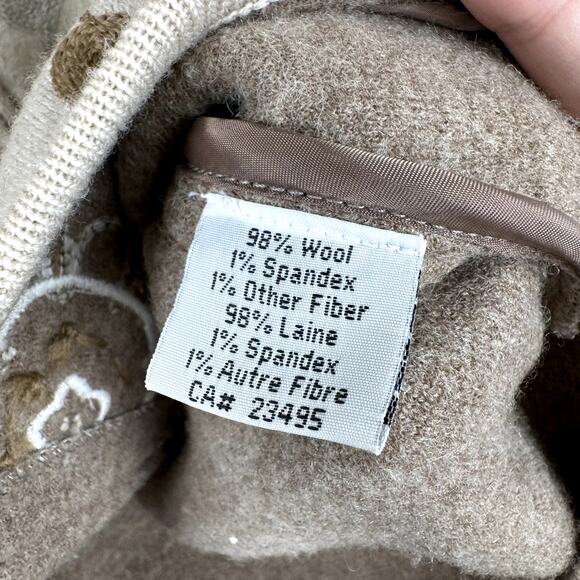 98% Wool
1% Spandex
1% Other Fiber
98% Laine
1% Spandex
1% Autre Fibre
CA# 23495